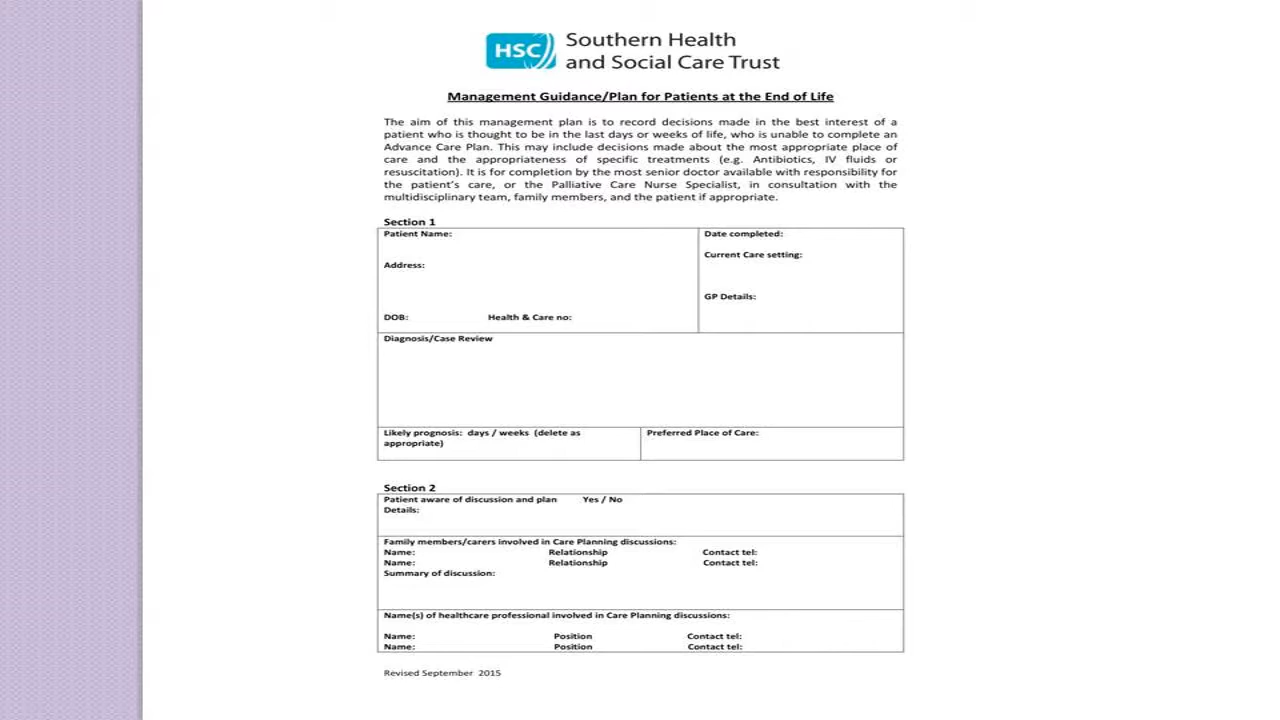 HSC Southern Health
and Social Care Trust
Management Guidance/Plan for Patients at the End of Life
The aim of this management plan is to record decisions made in the best interest of a
patient who is thought to be in the last days or weeks of life, who is unable to complete an
Advance Care Plan. This may include decisions made about the most appropriate place of
care and the appropriateness of specific treatments (e.g. Antibiotics, IV fluids or
resuscitation). It is for completion by the most senior doctor available with responsibility for
the patient's care, or the Palliative Care Nurse Specialist, in consultation with the
multidisciplinary team, family members, and the patient if appropriate.
Section 1
Patient Name:
Address:
DOB: Health & Care no:
Date completed:
Current Care setting:
GP Details:
Diagnosis/Case Review
Likely prognosis: days / weeks (delete as
appropriate)
Preferred Place of Care:
Section 2
Patient aware of discussion and plan Yes / No
Details:
Family members/carers involved in Care Planning discussions:
Name: Relationship Contact tel:
Name: Relationship Contact tel:
Summary of discussion:
Name(s) of healthcare professional involved in Care Planning discussions:
Name: Position Contact tel:
Name: Position Contact tel:
Revised September 2015